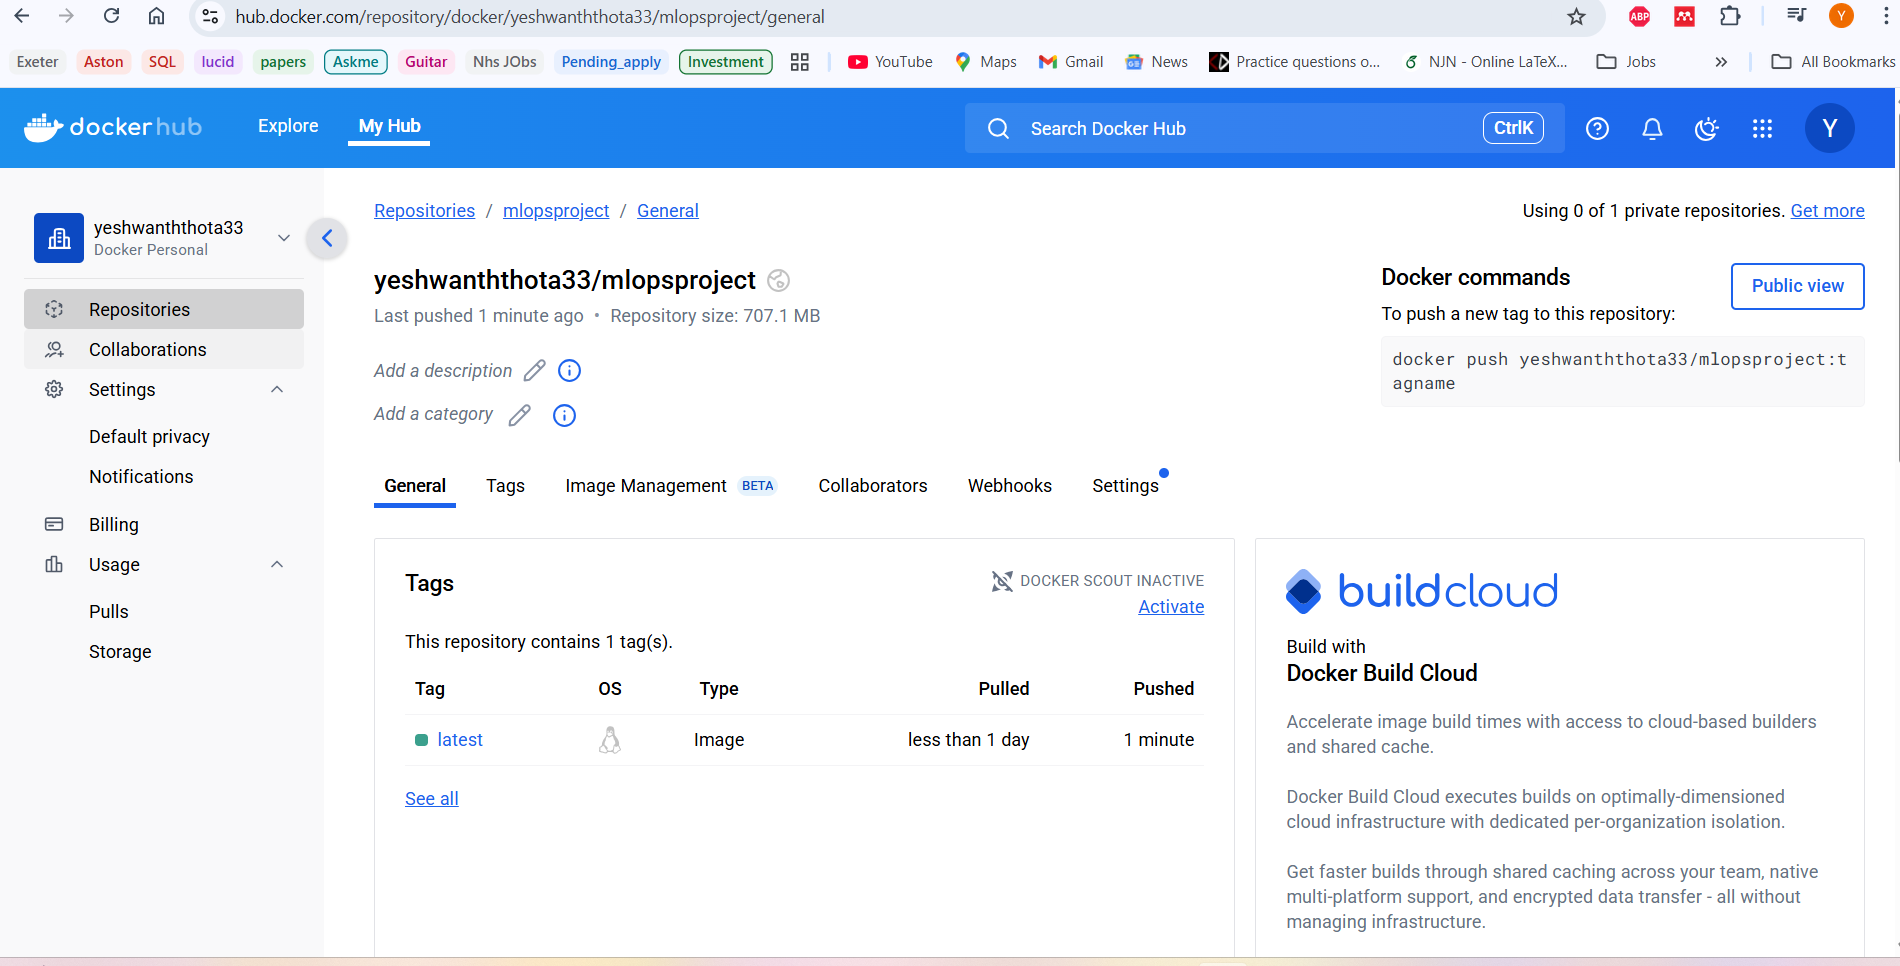 hub.docker.com/repository/docker/yeshwanththota33/mlopsproject/general
ABP
Y
Exeter
Aston
SQL
lucid
papers
Askme
Guitar
Nhs JObs
Pending_apply
Investment
YouTube
Maps
Gmail
News
Practice questions o...
NJN - Online LaTeX...
Jobs
All Bookmarks
dockerhub
Explore
My Hub
Search Docker Hub
CtrlK
Y
yeshwanththota33
Docker Personal
Repositories
Collaborations
Settings
Default privacy
Notifications
Billing
Usage
Pulls
Storage
Repositories / mlopsproject / General
Using 0 of 1 private repositories. Get more
yeshwanththota33/mlopsproject
Last pushed 1 minute ago • Repository size: 707.1 MB
Add a description
Add a category
Docker commands
Public view
To push a new tag to this repository:
docker push yeshwanththota33/mlopsproject:t
agname
General
Tags
Image Management BETA
Collaborators
Webhooks
Settings
Tags
DOCKER SCOUT INACTIVE
Activate
This repository contains 1 tag(s).
Tag OS Type Pulled Pushed
latest Image less than 1 day 1 minute
See all
buildcloud
Build with
Docker Build Cloud
Accelerate image build times with access to cloud-based builders
and shared cache.
Docker Build Cloud executes builds on optimally-dimensioned
cloud infrastructure with dedicated per-organization isolation.
Get faster builds through shared caching across your team, native
multi-platform support, and encrypted data transfer - all without
managing infrastructure.